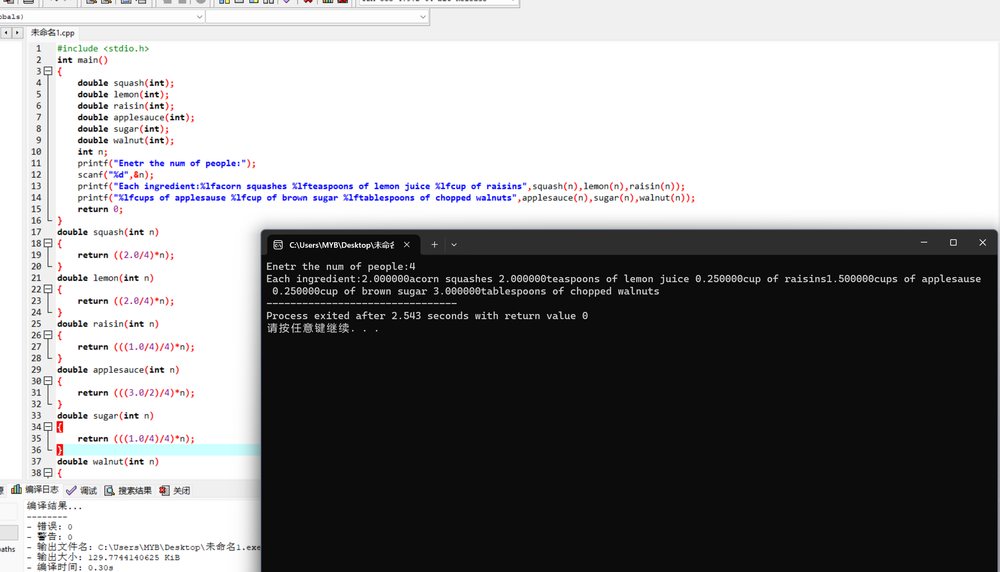 未命名1.cpp
1 #include <stdio.h>
2 int main()
3 {
4 double squash(int);
5 double lemon(int);
6 double raisin(int);
7 double applesauce(int);
8 double sugar(int);
9 double walnut(int);
10 int n;
11 printf("Enetr the num of people:");
12 scanf("%d",&n);
13 printf("Each ingredient:%lfacorn squashes %lfteaspoons of lemon juice %lfcup of raisins",squash(n),lemon(n),raisin(n));
14 printf("%lfcups of applesause %lfcup of brown sugar %lftablespoons of chopped walnuts",applesauce(n),sugar(n),walnut(n));
15 return 0;
16 }
17 double squash(int n)
18 {
19 return ((2.0/4)*n);
20 }
21 double lemon(int n)
22 {
23 return ((2.0/4)*n);
24 }
25 double raisin(int n)
26 {
27 return (((1.0/4)/4)*n);
28 }
29 double applesauce(int n)
30 {
31 return (((3.0/2)/4)*n);
32 }
33 double sugar(int n)
34 {
35 return (((1.0/4)/4)*n);
36 }
37 double walnut(int n)
38 {
C:\Users\MYB\Desktop\未命名
Enetr the num of people:4
Each ingredient:2.000000acorn squashes 2.000000teaspoons of lemon juice 0.250000cup of raisins1.500000cups of applesause
0.250000cup of brown sugar 3.000000tablespoons of chopped walnuts
--------------------------------
Process exited after 2.543 seconds with return value 0
请按任意键继续. . .
编译日志 调试 搜索结果 关闭
编译结果...
--------
- 错误: 0
- 警告: 0
- 输出文件名: C:\Users\MYB\Desktop\未命名1.exe
- 输出大小: 129.7744140625 KiB
- 编译时间: 0.30s